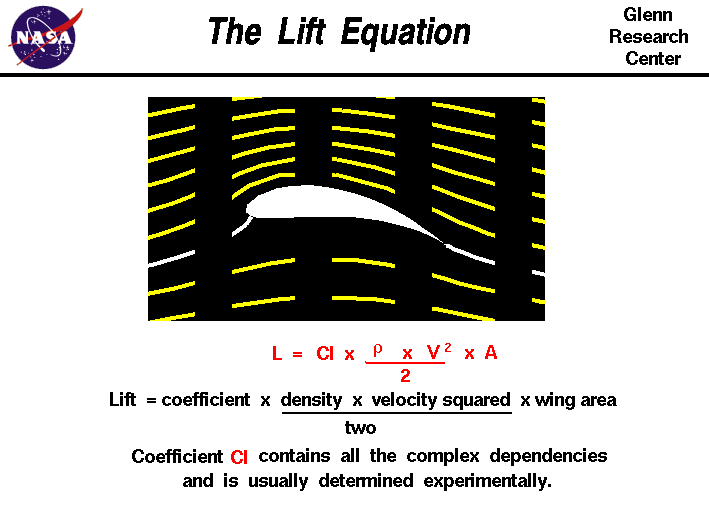 NASA
The Lift Equation
Glenn
Research
Center
L = Cl x ρ x V² x A
2
Lift = coefficient x density x velocity squared x wing area
two
Coefficient Cl contains all the complex dependencies
and is usually determined experimentally.